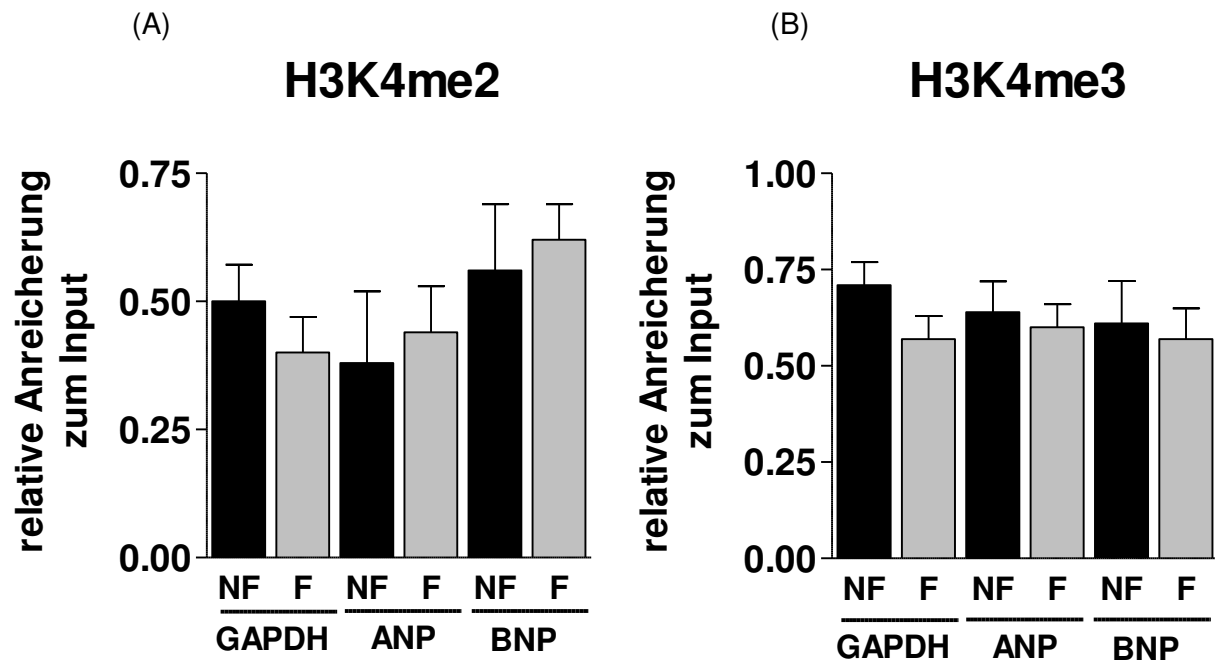 (A)
H3K4me2
relative Anreicherung
zum Input
0.75
0.50
0.25
0.00
NF F NF F NF F
GAPDH ANP BNP
(B)
H3K4me3
relative Anreicherung
zum Input
1.00
0.75
0.50
0.25
0.00
NF F NF F NF F
GAPDH ANP BNP